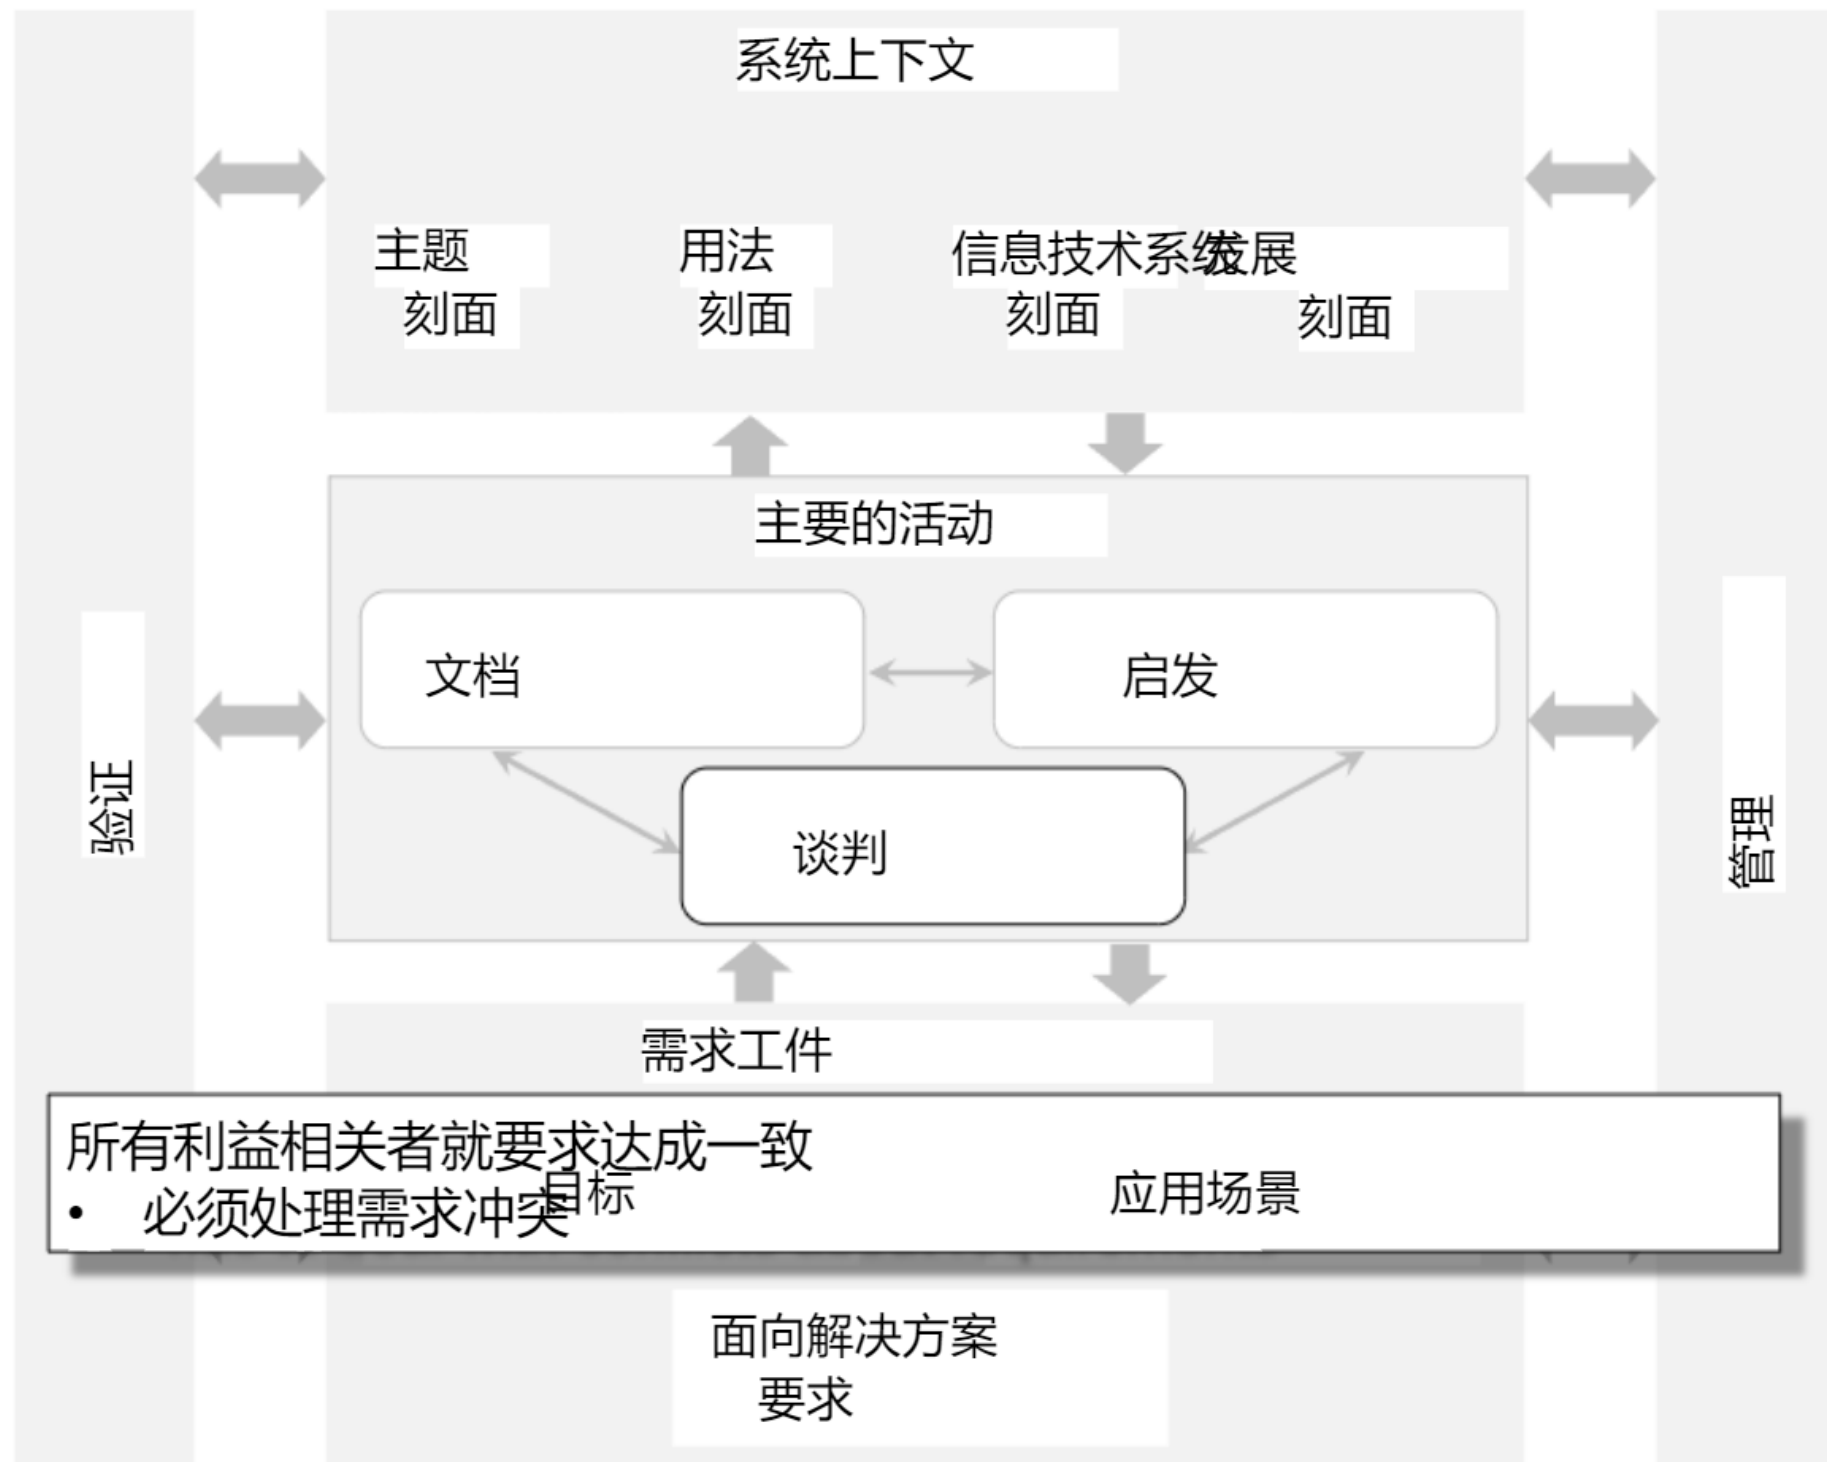 系统上下文
主题
刻面
用法
刻面
信息技术系统
刻面
发展
刻面
主要的活动
文档
启发
谈判
验证
管理
需求工件
所有利益相关者就要求达成一致
• 必须处理需求冲突
目标
应用场景
面向解决方案
要求